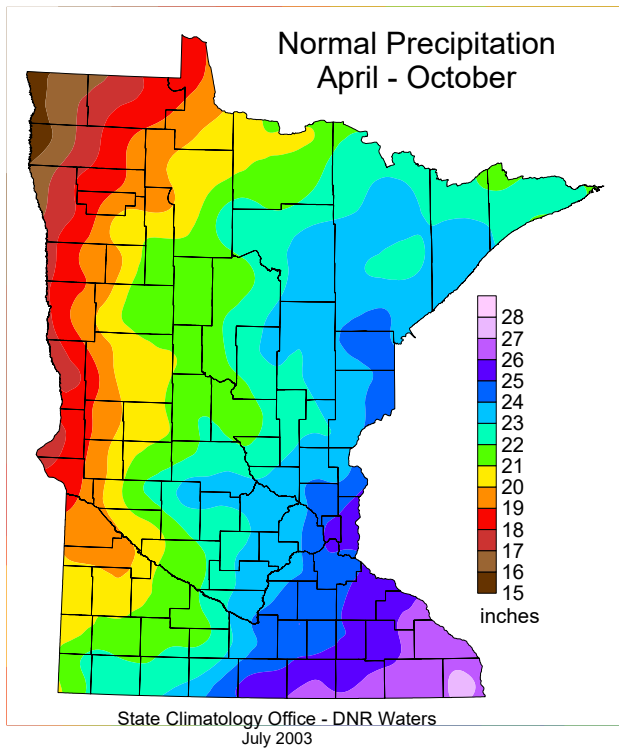 Normal Precipitation
April - October
28
27
26
25
24
23
22
21
20
19
18
17
16
15
inches
State Climatology Office - DNR Waters
July 2003